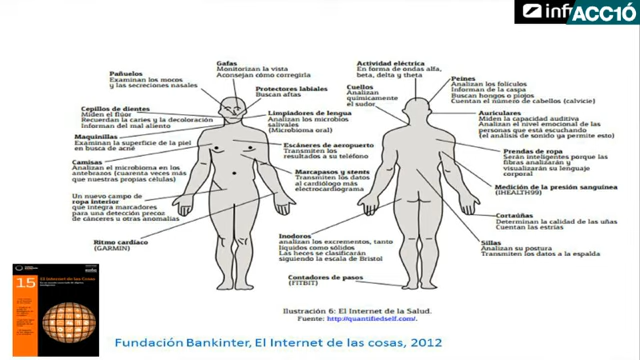 infr
ACC1Ó
Gafas
Monitorizan la vista
Aconsejan cómo corregirla
Pañuelos
Examinan los mocos y
las secreciones nasales
Protectores labiales
Buscan aftas
Cepillos de dientes
Miden el flúor
Recuerdan la caries y la decoloración
Informan del mal aliento
Limpiadores de lengua
Analizan los microbios
salivales
(Microbioma oral)
Maquinillas
Examinan la superficie de la piel
en busca de acné
Escáneres de aeropuerto
Transmiten los
resultados a su teléfono
Camisas
Analizan el microbioma en los
antebrazos (cuarenta veces más
que nuestras propias células)
Marcapasos y stents
Transmiten los datos
al cardiólogo más
electrocardiograma
Un nuevo campo de
ropa interior
que integra marcadores
para una detección precoz
de cánceres u otras anomalías
Ritmo cardíaco
(GARMIN)
Inodoros
analizan los excrementos, tanto
líquidos como sólidos
Las heces se clasificarán
siguiendo la escala de Bristol
Contadores de pasos
(FITBIT)
Actividad eléctrica
En forma de ondas alfa,
beta, delta y theta
Cuellos
Analizan
químicamente
el sudor
Peines
Analizan los folículos
Informan de la caspa
Buscan hongos o piojos
Cuentan el número de cabellos (calvicie)
Auriculares
Miden la capacidad auditiva
Analizan el nivel emocional de las
personas que está escuchando
(el análisis de sonido ya permite esto)
Prendas de ropa
Serán inteligentes porque las
fibras analizarán y
visualizarán su lenguaje
corporal
Medición de la presión sanguínea
(IHEALTH99)
Cortaúñas
Determinan la calidad de las uñas
Cuentan las estrías
Sillas
Analizan su postura
Transmiten los datos a la espalda
Ilustración 6: El Internet de la Salud.
Fuente: http://quantifiedself.com/.
15
El Internet de las Cosas
Fundación Bankinter, El Internet de las cosas, 2012